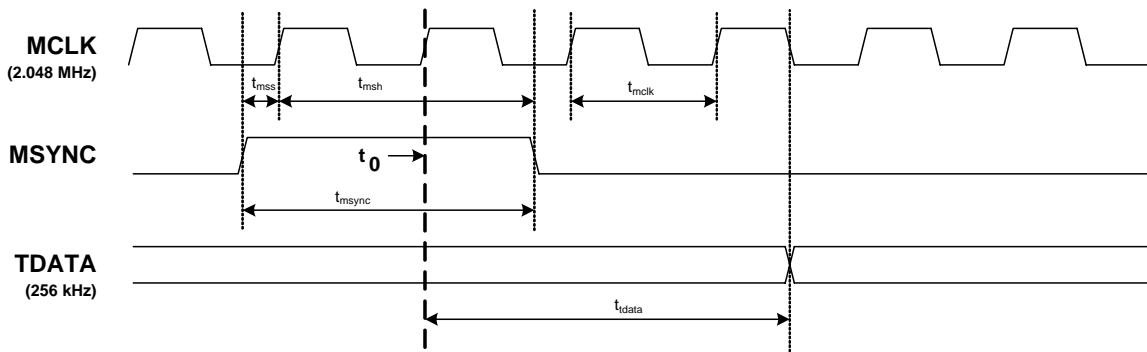 MCLK
(2.048 MHz)
tmss
tmsh
tmclk
MSYNC
t0
tmsync
TDATA
(256 kHz)
ttdata